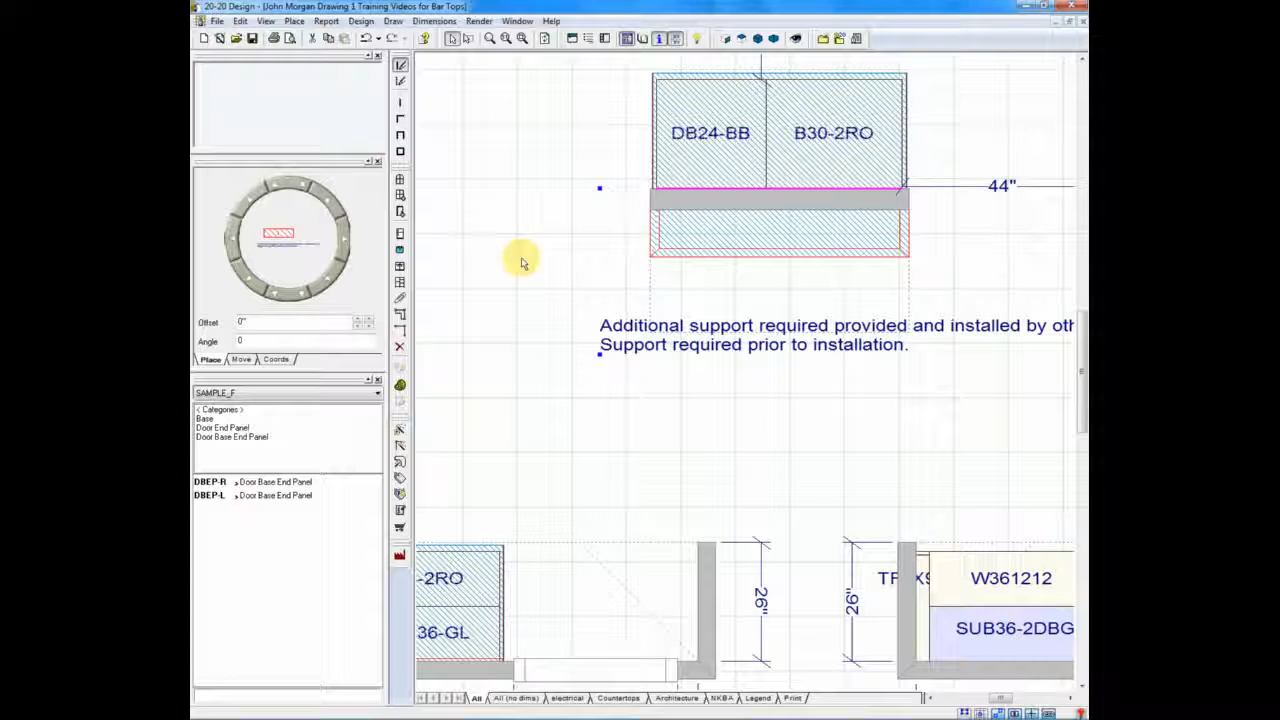 20-20 Design - [John Morgan Drawing 1 Training Videos for Bar Tops]
File Edit View Place Report Design Draw Dimensions Render Window Help
DB24-BB B30-2RO
44"
Offset 0"
Angle 0
Place Move Coords.
Additional support required provided and installed by oth
Support required prior to installation.
SAMPLE_F
< Categories >
Base
Door End Panel
Door Base End Panel
DBEP-R Door Base End Panel
DBEP-L Door Base End Panel
-2RO
36-GL
26"
26"
W361212
SUB36-2DBG
All All (no dims) electrical Countertops Architecture NKBA Legend Print